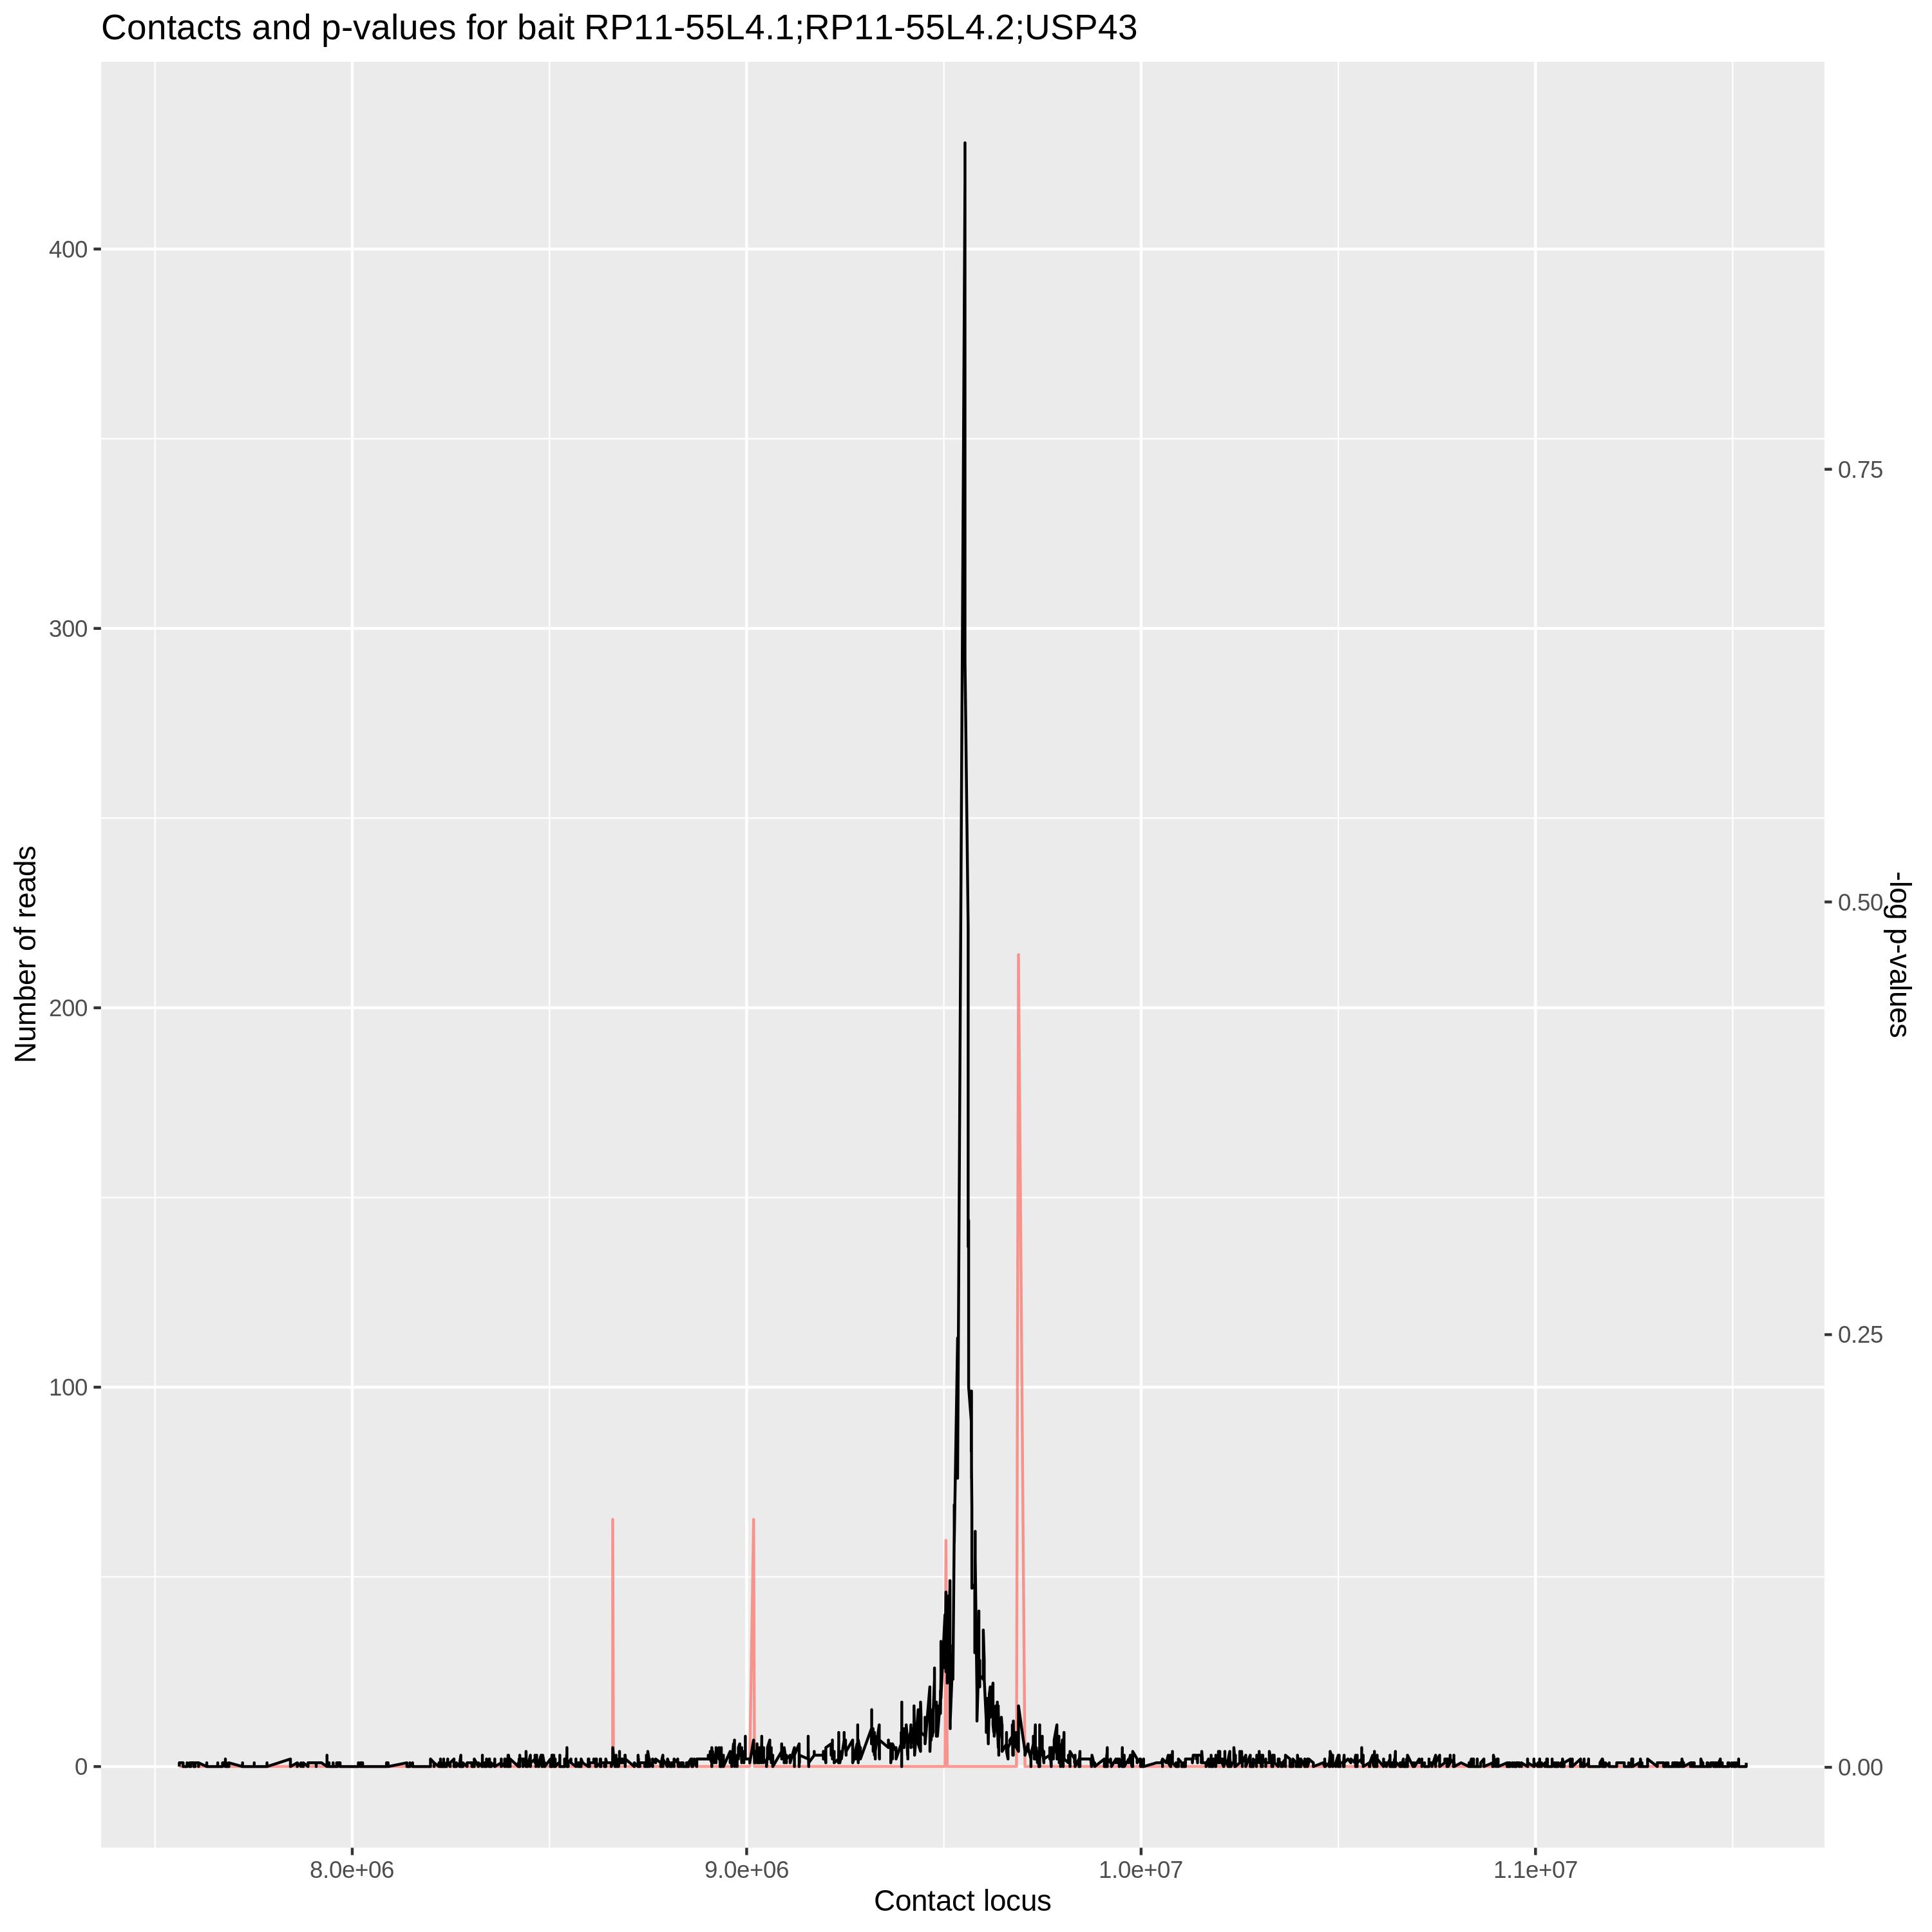 Contacts and p-values for bait RP11-55L4.1;RP11-55L4.2;USP43
400
300
200
100
0
Number of reads
0.75
0.50
0.25
0.00
-log p-values
8.0e+06
9.0e+06
1.0e+07
1.1e+07
Contact locus